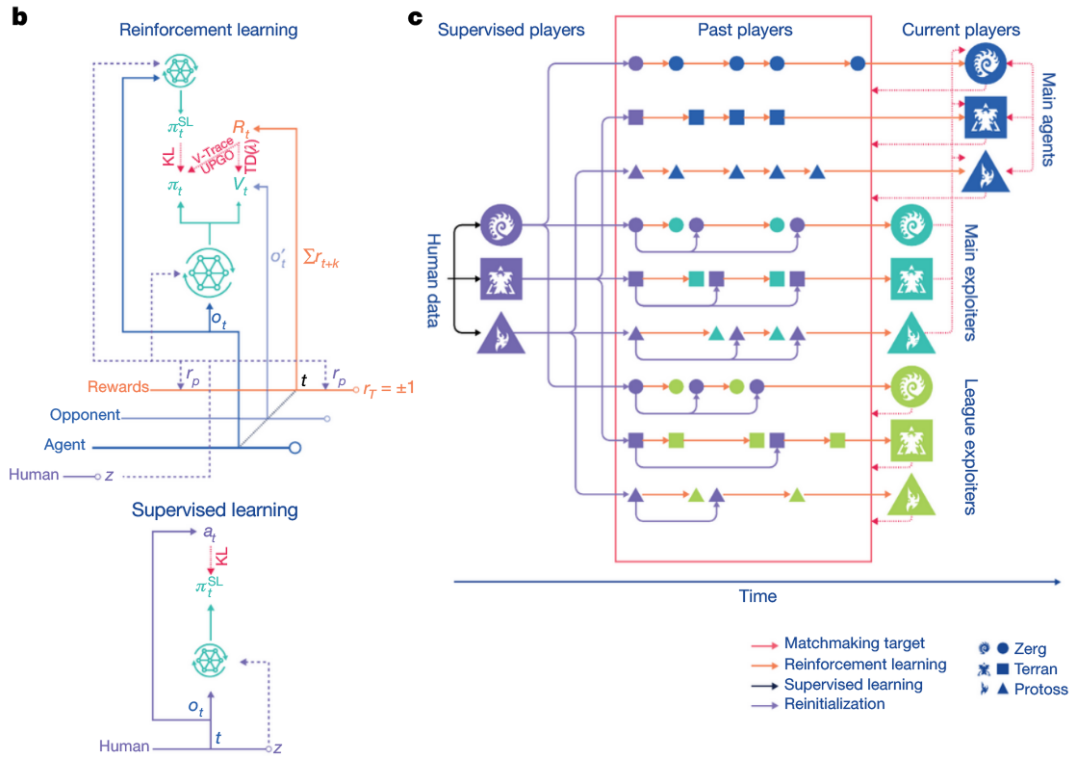 b
Reinforcement learning
π_t^SL
R_t
KL
V-Trace
UPGO
TD(λ)
π_t
V_t
o'_t
Σr_{t+k}
o_t
r_p
t
r_p
Rewards
r_T = ±1
Opponent
Agent
Human
z
Supervised learning
a_t
KL
π_t^SL
o_t
t
Human
z
c
Supervised players
Past players
Current players
Human data
Main agents
Main exploiters
League exploiters
Time
Matchmaking target
Reinforcement learning
Supervised learning
Reinitialization
Zerg
Terran
Protoss